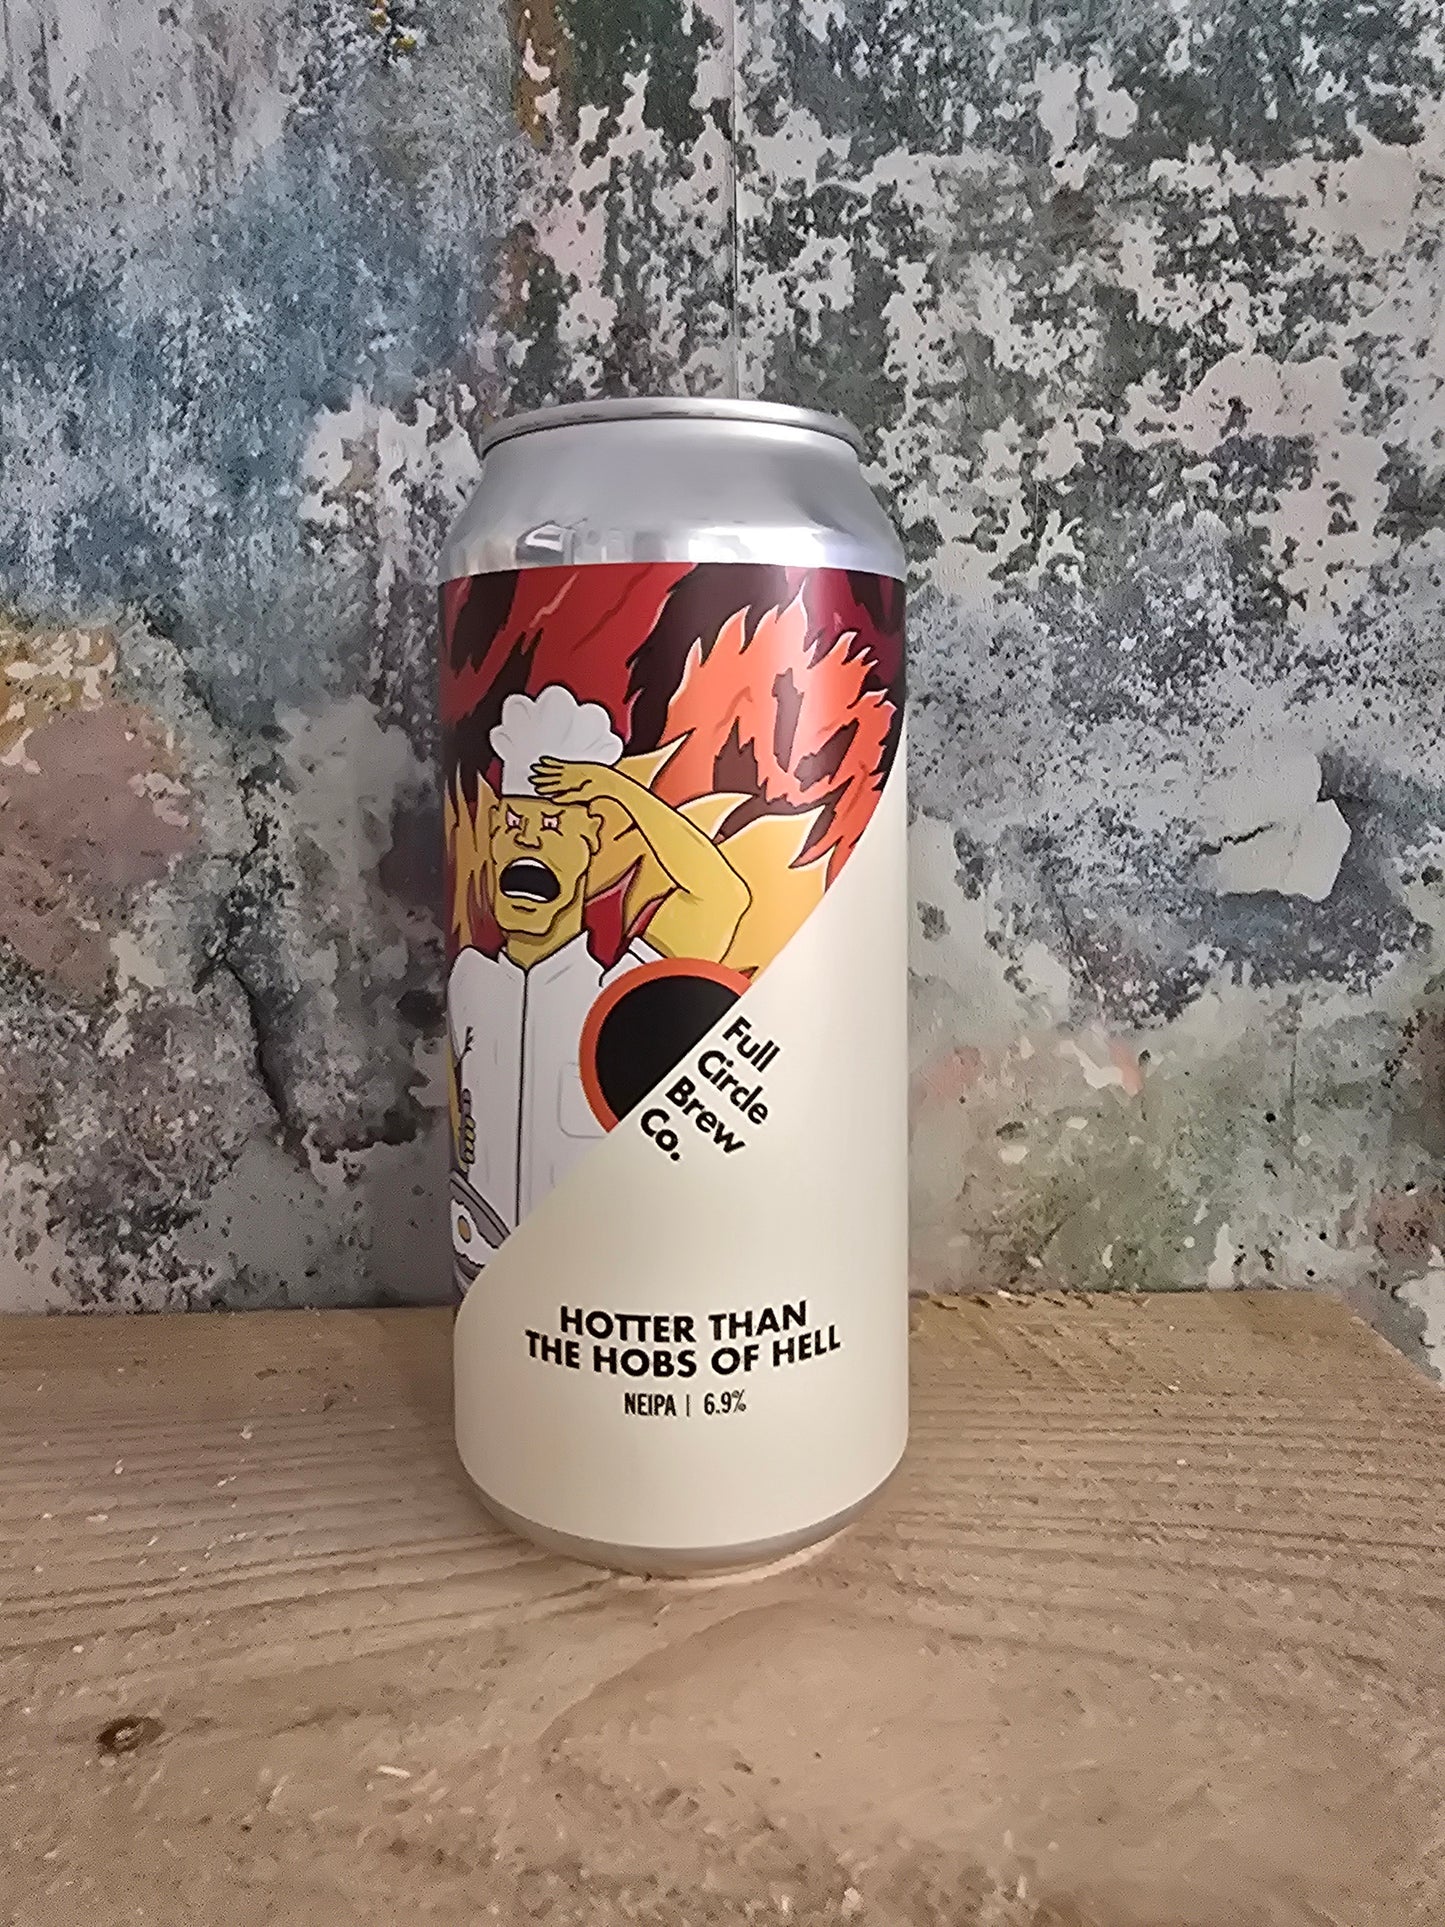 Full
Circle
Brew
Co.
HOTTER THAN
THE HOBS OF HELL
NEIPA | 6.9%